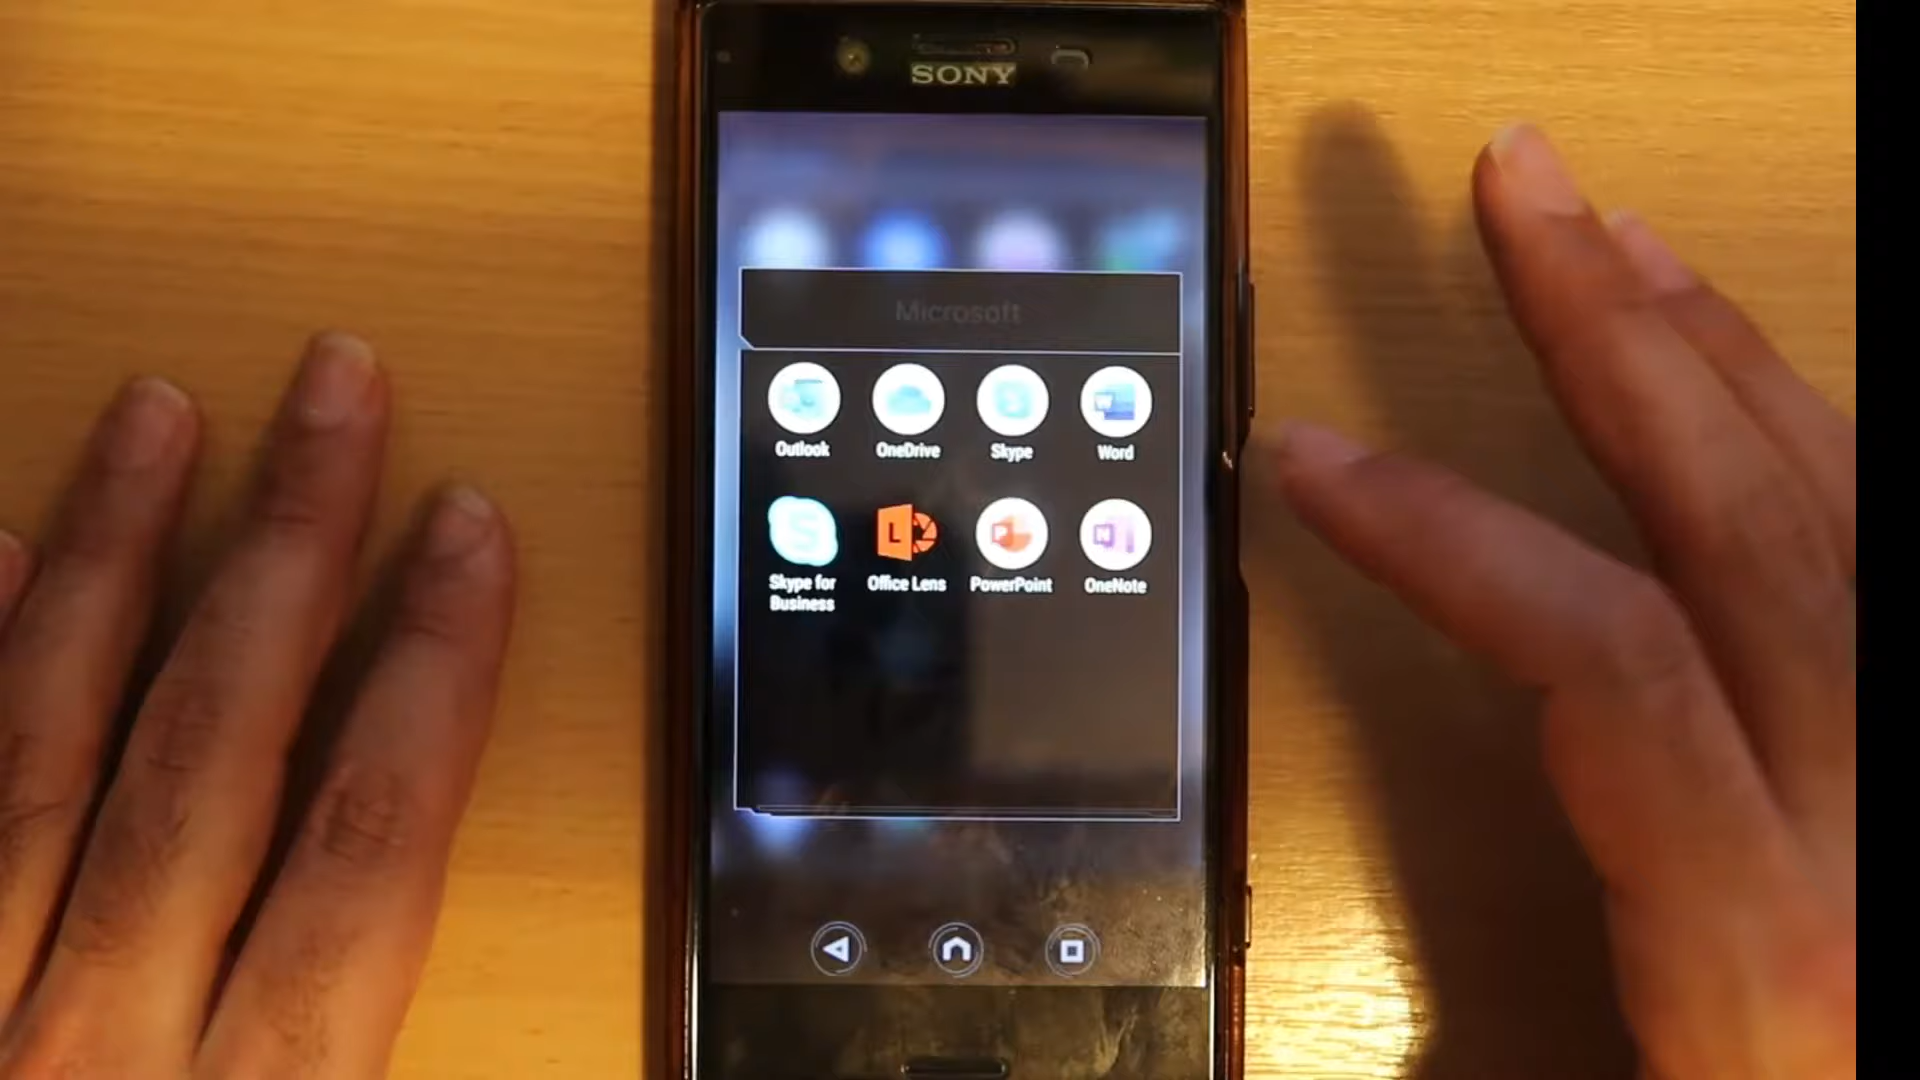 SONY
Microsoft
Outlook OneDrive Skype Word
W
S L P N
Skype for Business Office Lens PowerPoint OneNote